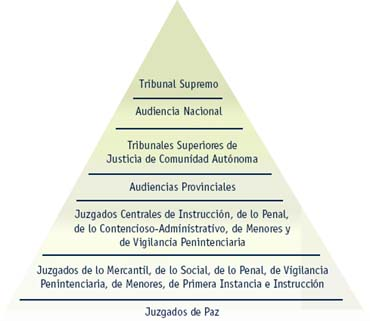 Tribunal Supremo
Audiencia Nacional
Tribunales Superiores de
Justicia de Comunidad Autónoma
Audiencias Provinciales
Juzgados Centrales de Instrucción, de lo Penal,
de lo Contencioso-Administrativo, de Menores y
de Vigilancia Penintenciaria
Juzgados de lo Mercantil, de lo Social, de lo Penal, de Vigilancia
Penintenciaria, de Menores, de Primera Instancia e Instrucción
Juzgados de Paz